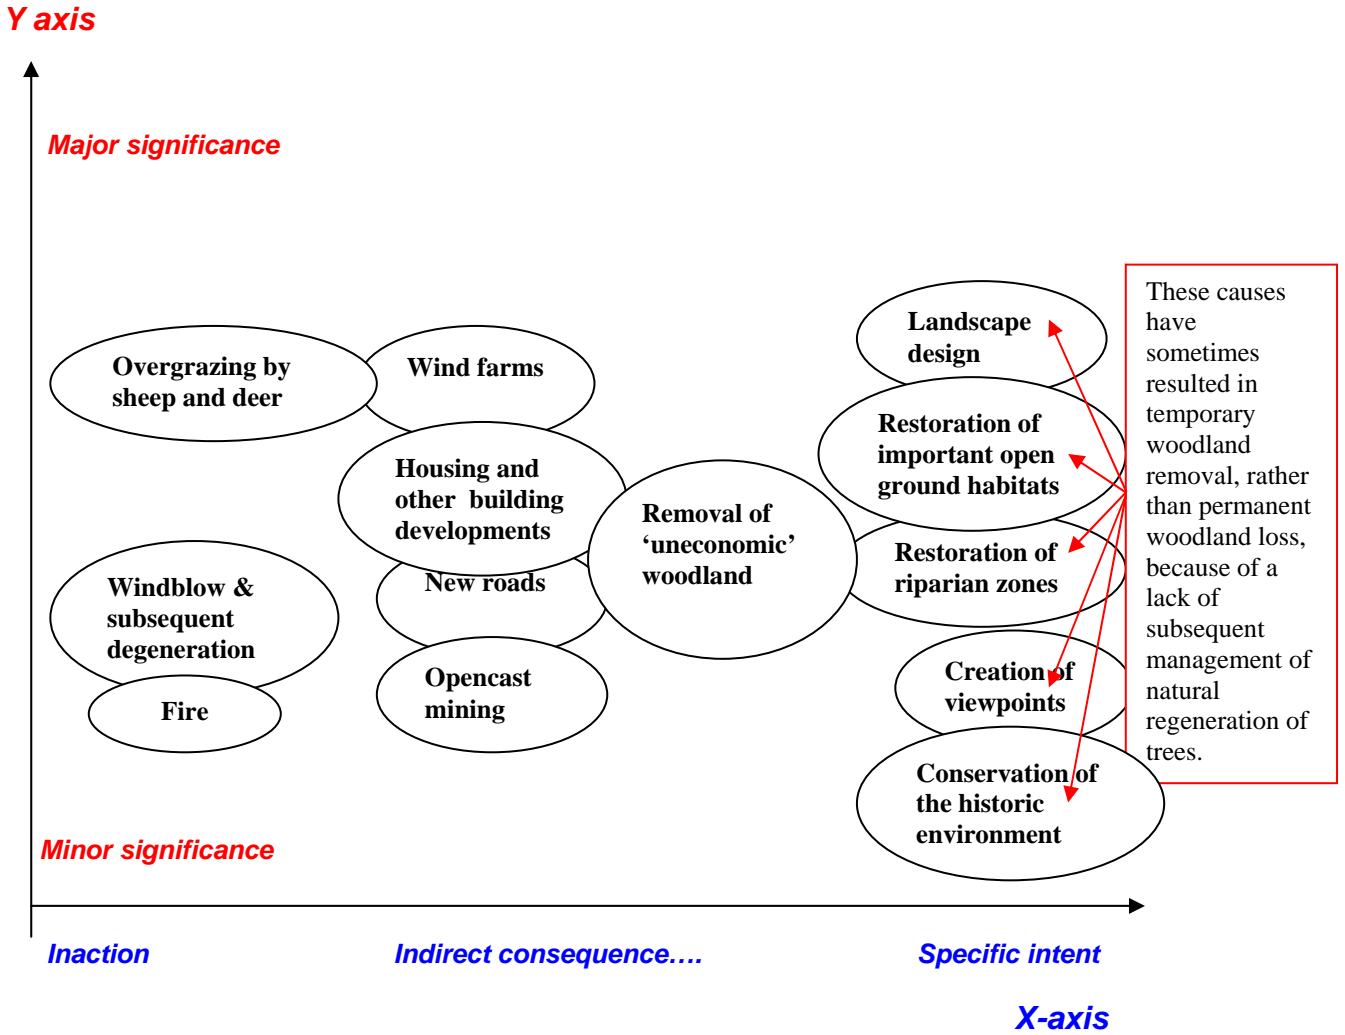 Y axis
Major significance
Overgrazing by
sheep and deer
Wind farms
Housing and
other building
developments
Windblow &
subsequent
degeneration
Fire
New roads
Opencast
mining
Removal of
‘uneconomic’
woodland
Landscape
design
Restoration of
important open
ground habitats
Restoration of
riparian zones
Creation of
viewpoints
Conservation of
the historic
environment
These causes
have
sometimes
resulted in
temporary
woodland
removal, rather
than permanent
woodland loss,
because of a
lack of
subsequent
management of
natural
regeneration of
trees.
Minor significance
Inaction
Indirect consequence….
Specific intent
X-axis